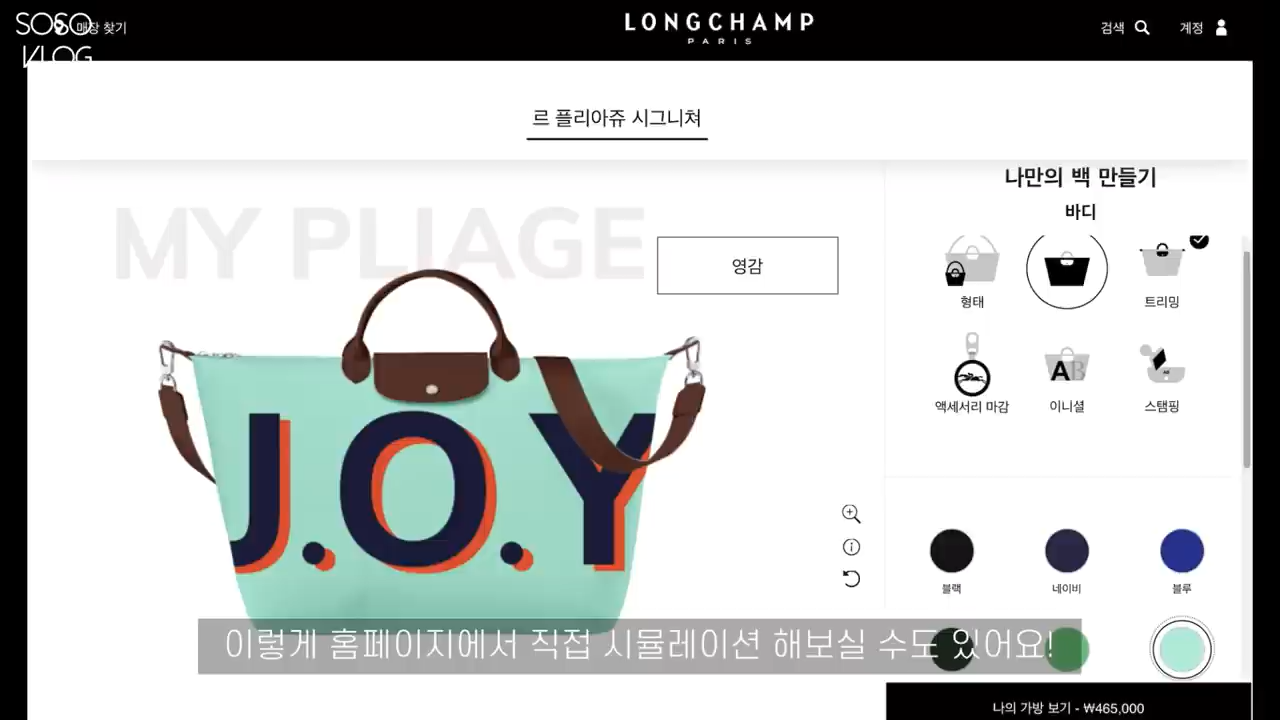 SOSO
VLOG
매장 찾기
LONGCHAMP
PARIS
검색
계정
르 플리아쥬 시그니쳐
MY PLIAGE
영감
J.O.Y
나만의 백 만들기
바디
형태
트리밍
액세서리 마감
AB
이니셜
스탬핑
블랙
네이비
블루
이렇게 홈페이지에서 직접 시뮬레이션 해보실 수도 있어요!
나의 가방 보기 - ₩465,000